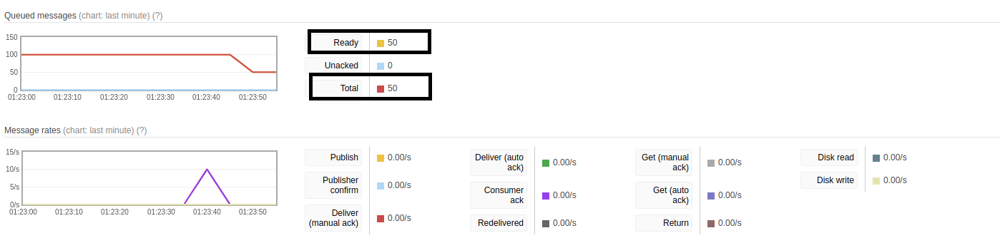 Queued messages (chart: last minute) (?)
150
100
50
0
01:23:00 01:23:10 01:23:20 01:23:30 01:23:40 01:23:50
Ready 50
Unacked 0
Total 50
Message rates (chart: last minute) (?)
15/s
10/s
5/s
0/s
01:23:00 01:23:10 01:23:20 01:23:30 01:23:40 01:23:50
Publish 0.00/s
Publisher
confirm 0.00/s
Deliver
(manual ack) 0.00/s
Deliver (auto
ack) 0.00/s
Consumer
ack 0.00/s
Redelivered 0.00/s
Get (manual
ack) 0.00/s
Get (auto
ack) 0.00/s
Return 0.00/s
Disk read 0.00/s
Disk write 0.00/s